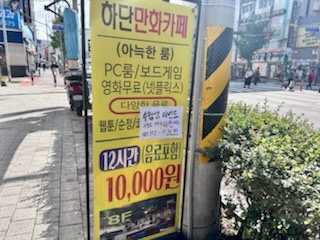 하단만화카페
(아늑한 룸)
PC룸/보드게임
영화무료(넷플릭스)
다양한 음료
웹툰/순정/코
12시간 (음료포함)
10,000원
8F